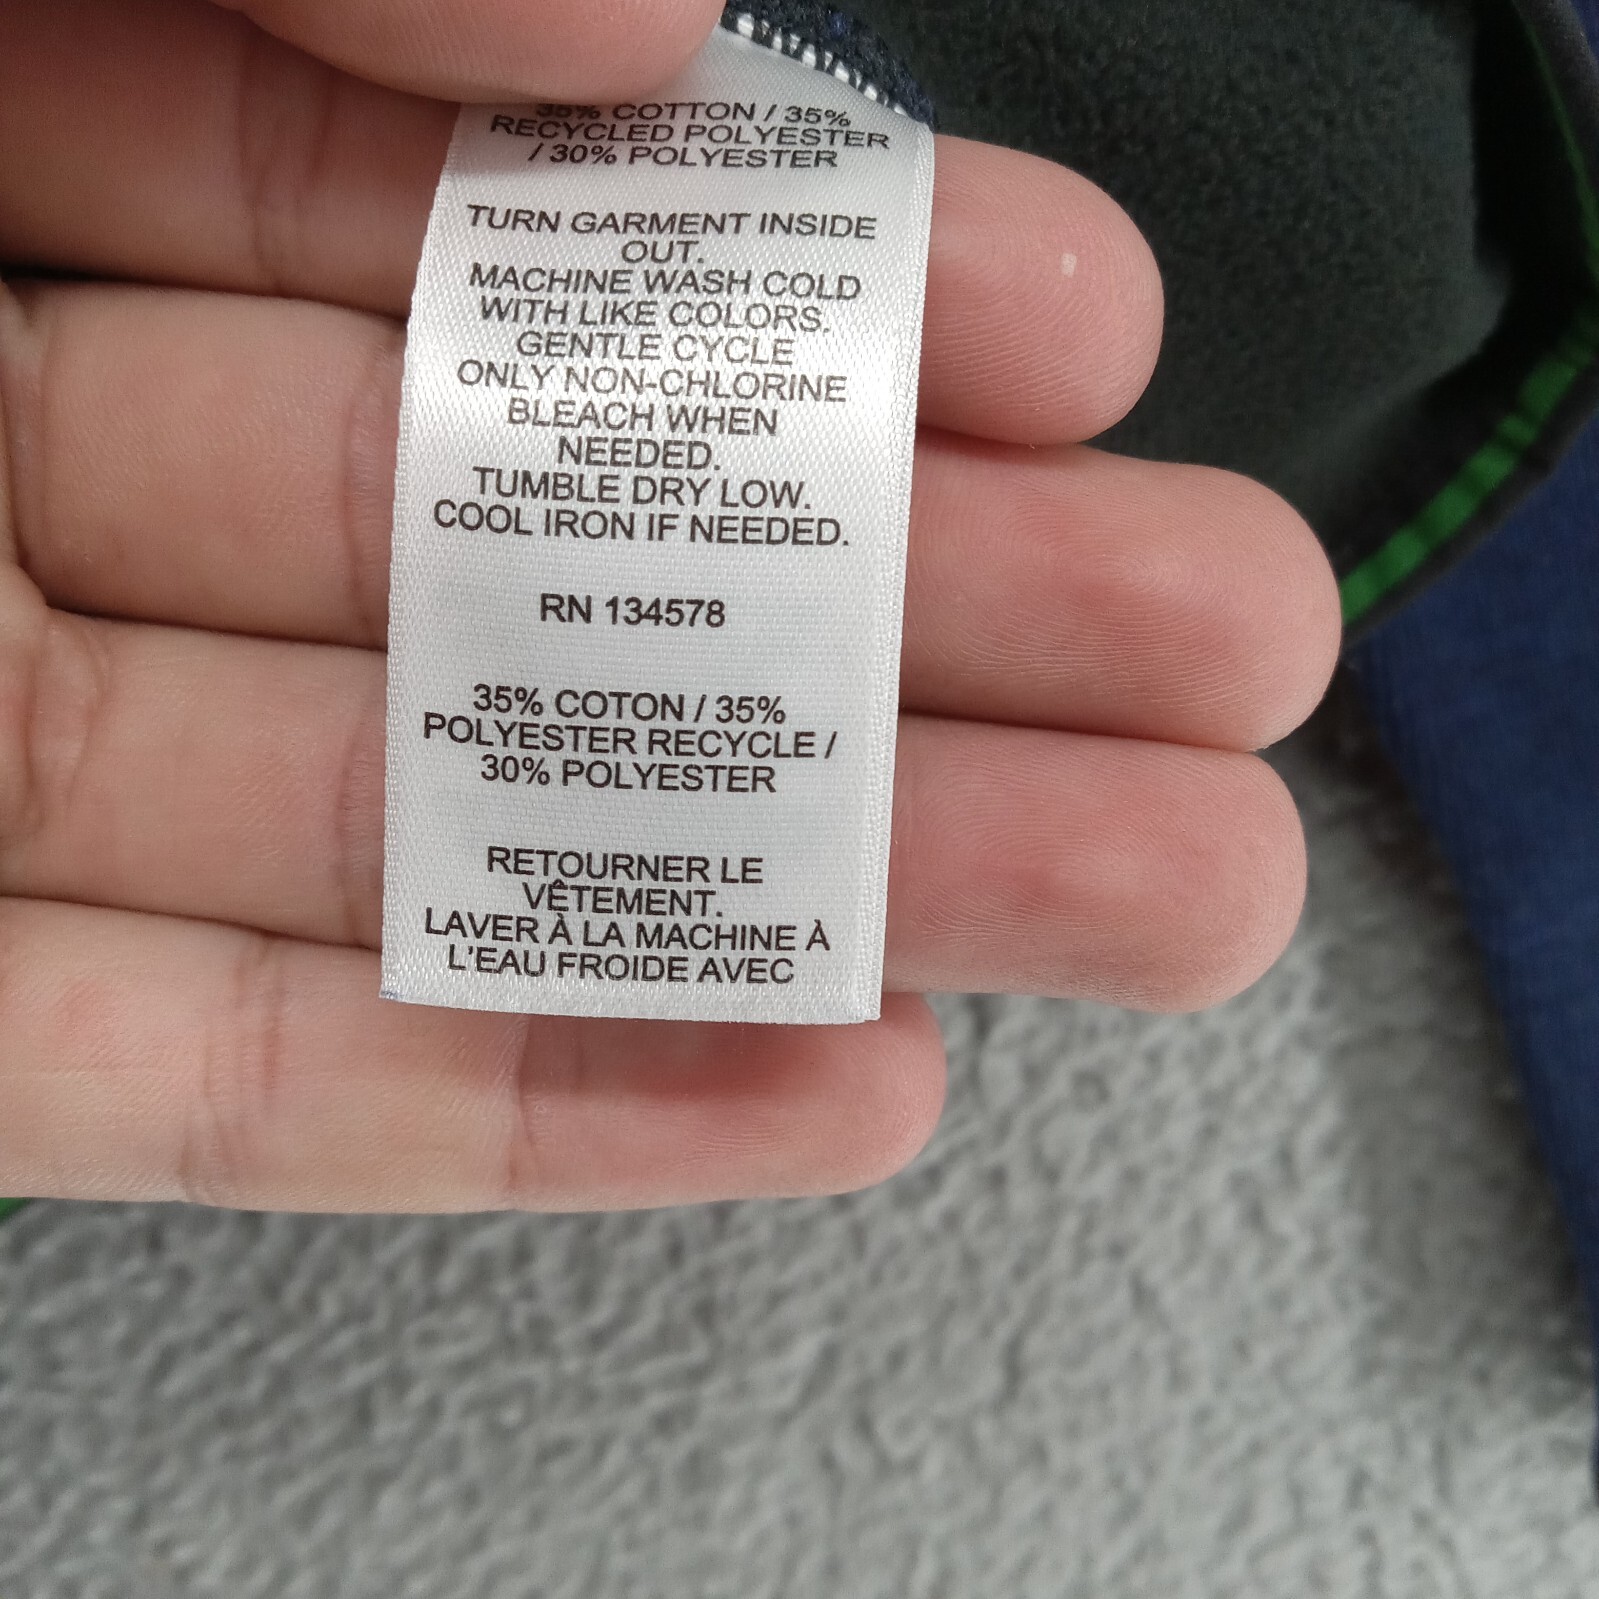 35% COTTON / 35%
RECYCLED POLYESTER
/ 30% POLYESTER
TURN GARMENT INSIDE
OUT.
MACHINE WASH COLD
WITH LIKE COLORS.
GENTLE CYCLE
ONLY NON-CHLORINE
BLEACH WHEN
NEEDED.
TUMBLE DRY LOW.
COOL IRON IF NEEDED.
RN 134578
35% COTON / 35%
POLYESTER RECYCLE /
30% POLYESTER
RETOURNER LE
VÊTEMENT.
LAVER À LA MACHINE À
L'EAU FROIDE AVEC